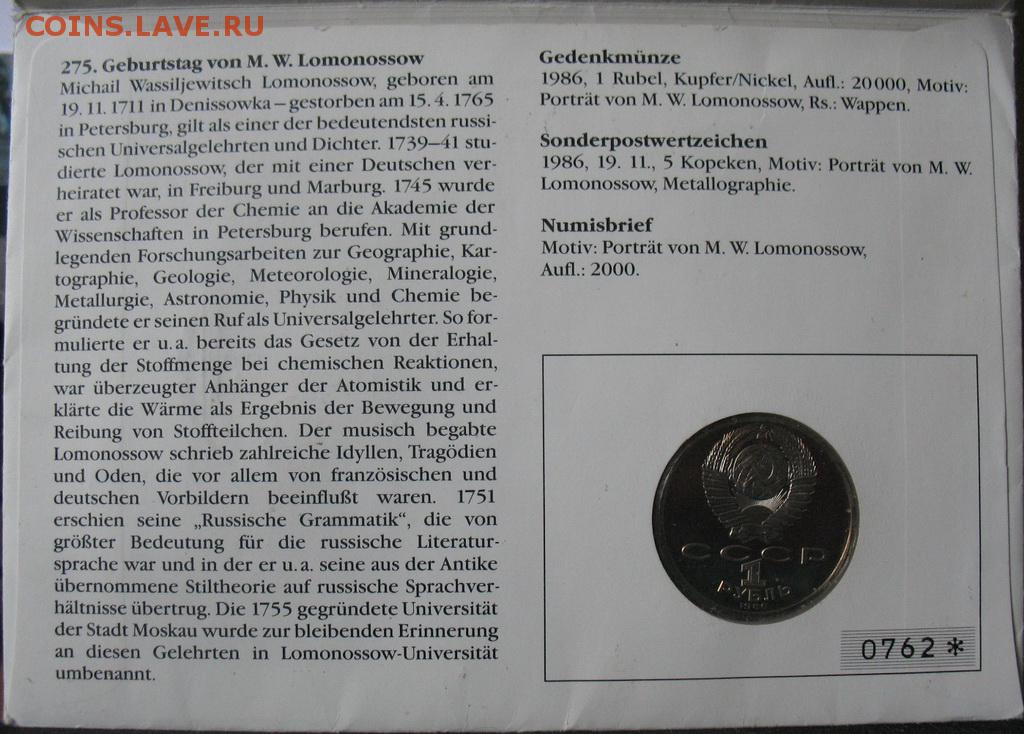 COINS.LAVE.RU
275. Geburtstag von M. W. Lomonossow
Michail Wassiljewitsch Lomonossow, geboren am
19. 11. 1711 in Denissowka – gestorben am 15. 4. 1765
in Petersburg, gilt als einer der bedeutendsten russi-
schen Universalgelehrten und Dichter. 1739–41 stu-
dierte Lomonossow, der mit einer Deutschen ver-
heiratet war, in Freiburg und Marburg. 1745 wurde
er als Professor der Chemie an die Akademie der
Wissenschaften in Petersburg berufen. Mit grund-
legenden Forschungsarbeiten zur Geographie, Kar-
tographie, Geologie, Meteorologie, Mineralogie,
Metallurgie, Astronomie, Physik und Chemie be-
gründete er seinen Ruf als Universalgelehrter. So for-
mulierte er u. a. bereits das Gesetz von der Erhal-
tung der Stoffmenge bei chemischen Reaktionen,
war überzeugter Anhänger der Atomistik und er-
klärte die Wärme als Ergebnis der Bewegung und
Reibung von Stoffteilchen. Der musisch begabte
Lomonossow schrieb zahlreiche Idyllen, Tragödien
und Oden, die vor allem von französischen und
deutschen Vorbildern beeinflußt waren. 1751
erschien seine „Russische Grammatik“, die von
größter Bedeutung für die russische Literatur-
sprache war und in der er u. a. seine aus der Antike
übernommene Stiltheorie auf russische Sprachver-
hältnisse übertrug. Die 1755 gegründete Universität
der Stadt Moskau wurde zur bleibenden Erinnerung
an diesen Gelehrten in Lomonossow-Universität
umbenannt.
Gedenkmünze
1986, 1 Rubel, Kupfer/Nickel, Aufl.: 20 000, Motiv:
Porträt von M. W. Lomonossow, Rs.: Wappen.
Sonderpostwertzeichen
1986, 19. 11., 5 Kopeken, Motiv: Porträt von M. W.
Lomonossow, Metallographie.
Numisbrief
Motiv: Porträt von M. W. Lomonossow,
Aufl.: 2000.
СССР
1
РУБЛЬ
1986
0762 *